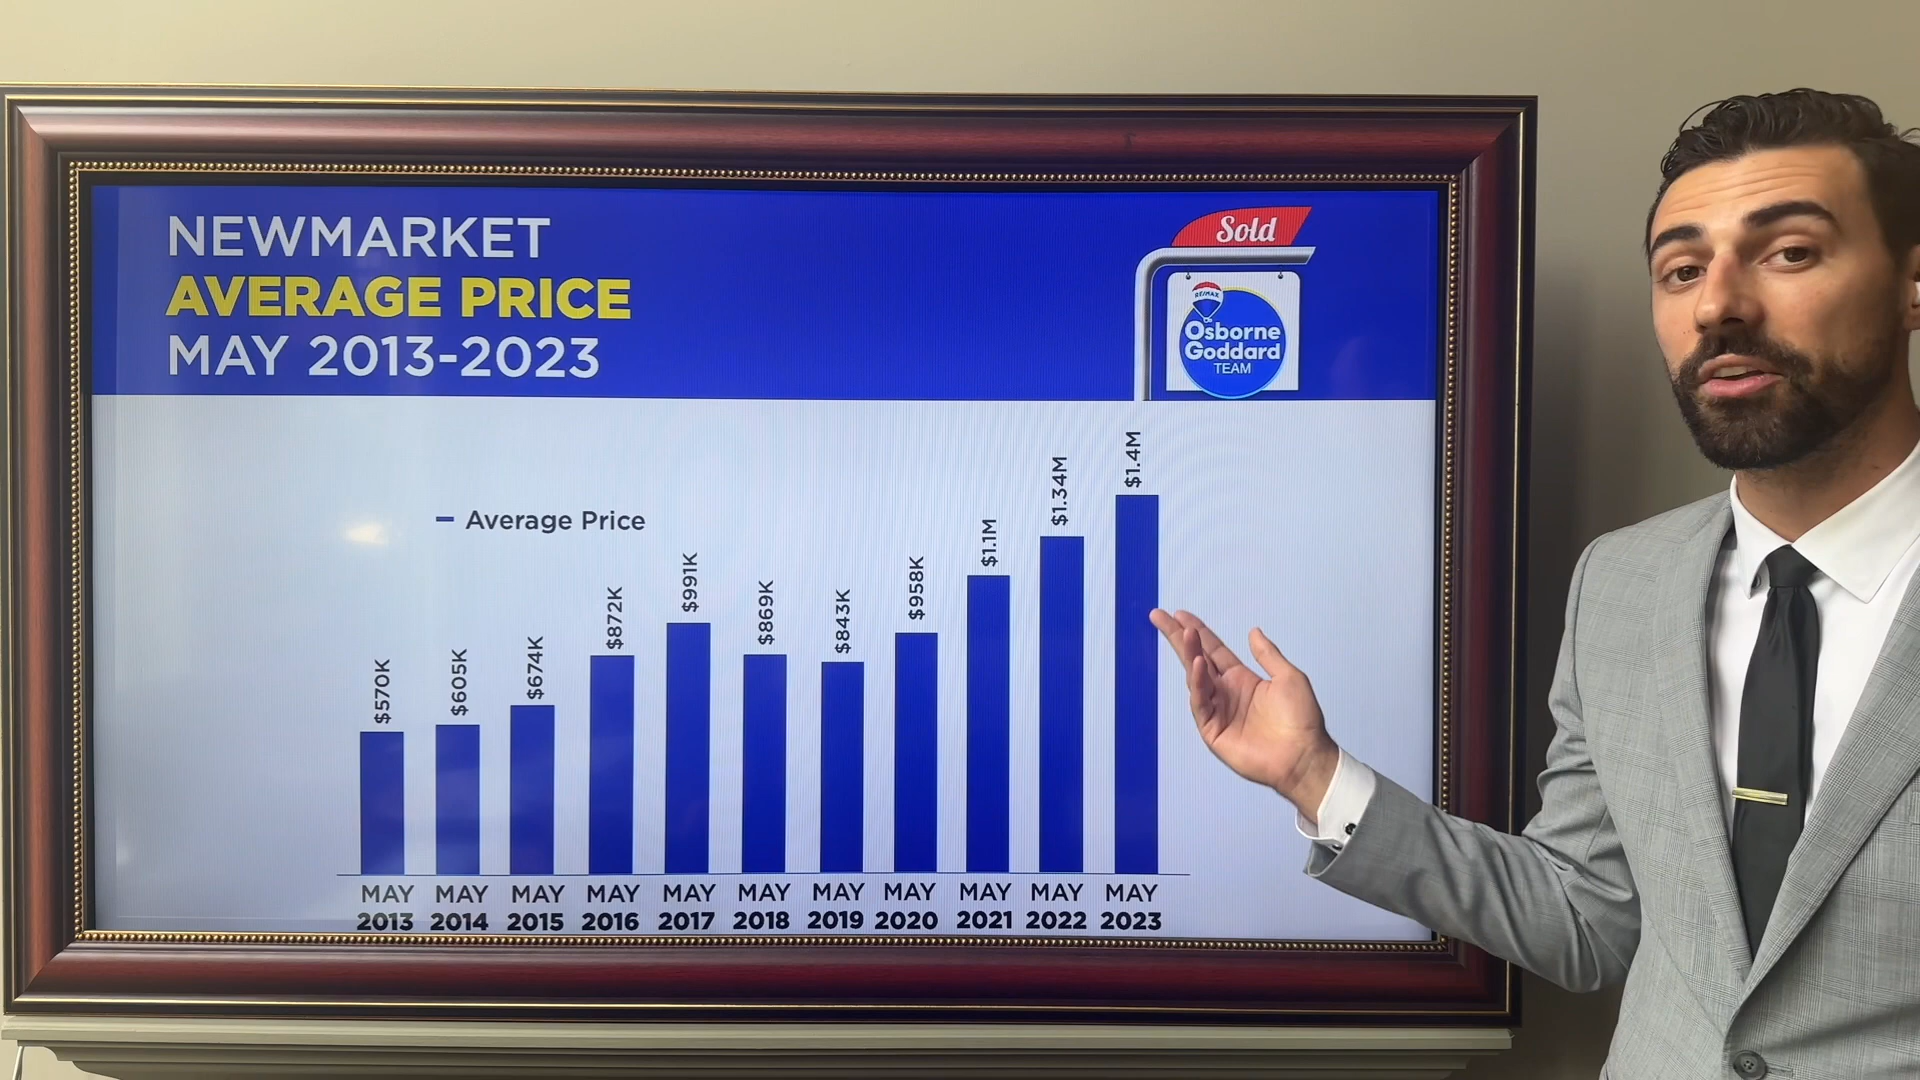 NEWMARKET
AVERAGE PRICE
MAY 2013-2023
Sold
RE/MAX
Osborne
Goddard
TEAM
Average Price
$570K
$605K
$674K
$872K
$991K
$869K
$843K
$958K
$1.1M
$1.34M
$1.4M
MAY MAY MAY MAY MAY MAY MAY MAY MAY MAY MAY
2013 2014 2015 2016 2017 2018 2019 2020 2021 2022 2023